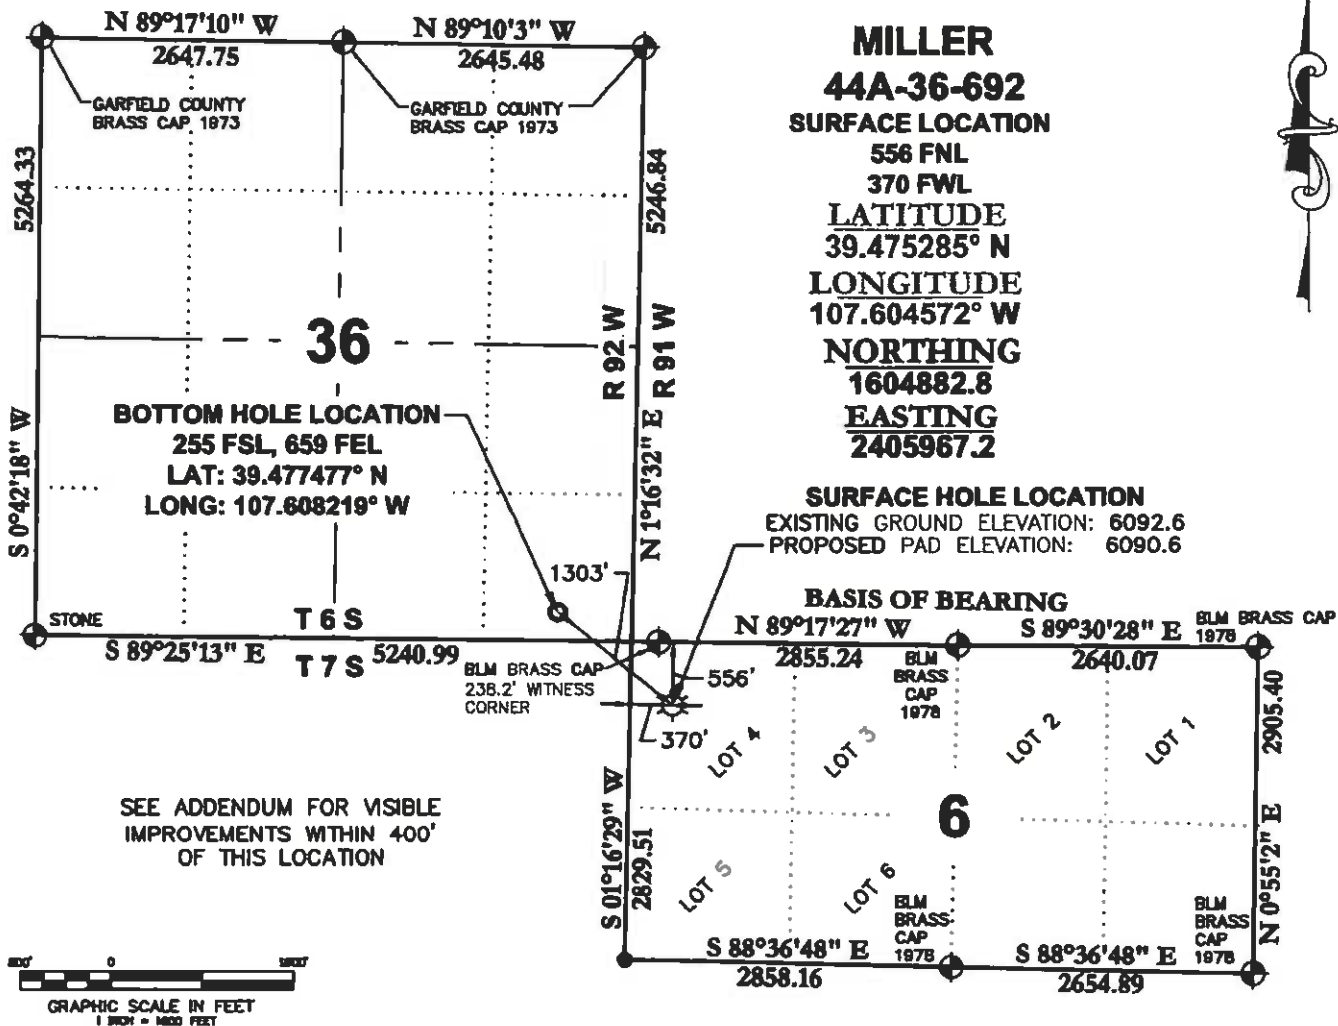 N 89°17'10" W
2647.75
N 89°10'3" W
2645.48
GARFIELD COUNTY
BRASS CAP 1973
GARFIELD COUNTY
BRASS CAP 1973
5264.33
5246.84
S 0°42'18" W
N 1°16'32" E
R 92 W
R 91 W
36
BOTTOM HOLE LOCATION
255 FSL, 659 FEL
LAT: 39.477477° N
LONG: 107.608219° W
1303'
STONE
T 6 S
S 89°25'13" E
5240.99
T 7 S
MILLER
44A-36-692
SURFACE LOCATION
556 FNL
370 FWL
LATITUDE
39.475285° N
LONGITUDE
107.604572° W
NORTHING
1604882.8
EASTING
2405967.2
SURFACE HOLE LOCATION
EXISTING GROUND ELEVATION: 6092.6
PROPOSED PAD ELEVATION: 6090.6
BASIS OF BEARING
N 89°17'27" W
2855.24
S 89°30'28" E
2640.07
BLM BRASS CAP
1978
BLM BRASS CAP
238.2' WITNESS
CORNER
BLM
BRASS
CAP
1978
556'
370'
LOT 4
LOT 3
LOT 2
LOT 1
2905.40
N 0°55'2" E
6
S 01°16'29" W
2829.51
LOT 5
LOT 6
BLM
BRASS
CAP
1978
BLM
BRASS
CAP
1978
S 88°36'48" E
2858.16
S 88°36'48" E
2654.89
SEE ADDENDUM FOR VISIBLE
IMPROVEMENTS WITHIN 400'
OF THIS LOCATION
0
GRAPHIC SCALE IN FEET